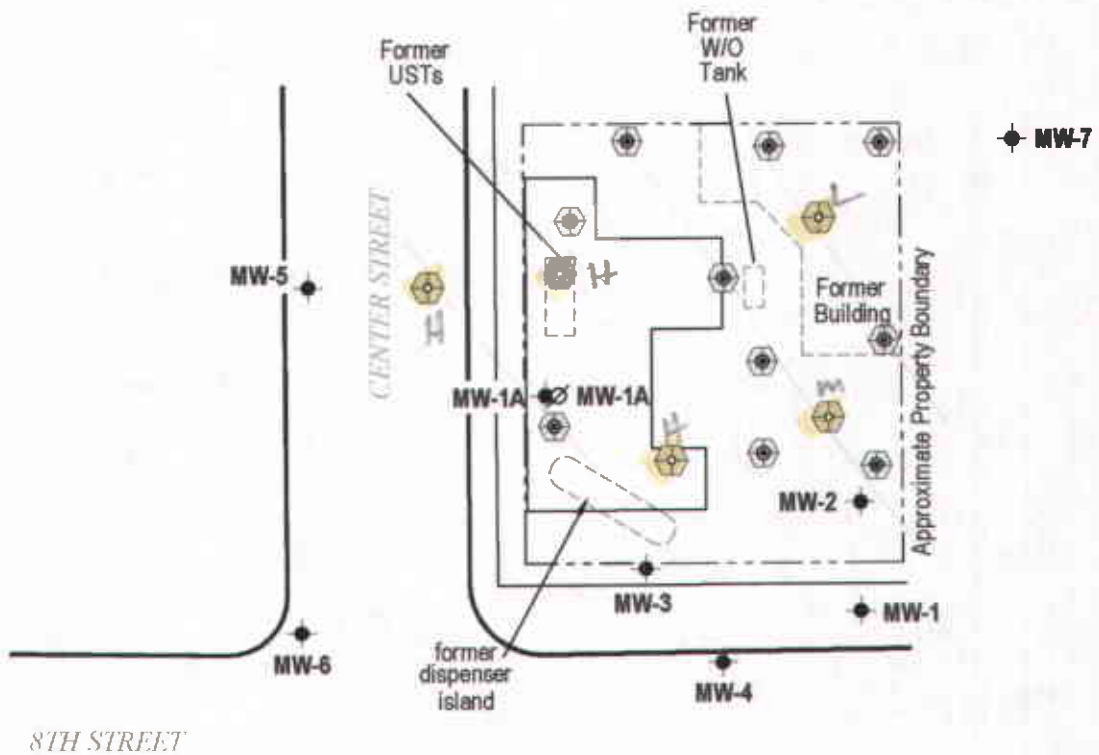 Former
USTs
Former
W/O
Tank
MW-7
CENTER STREET
MW-5
H
Former
Building
Approximate Property Boundary
MW-1A
MW-1A
MW-2
MW-3
MW-1
MW-6
former
dispenser
island
MW-4
8TH STREET